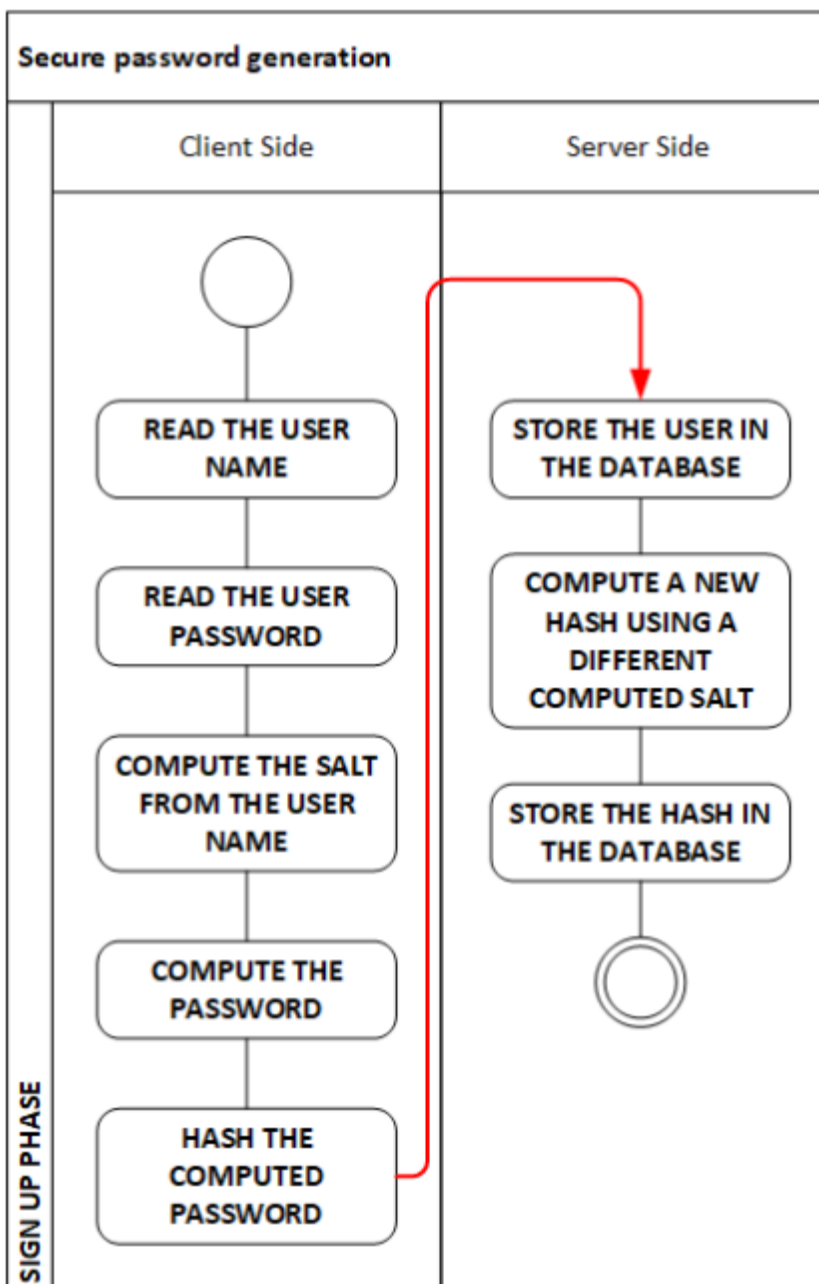 Secure password generation
Client Side
Server Side
READ THE USER
NAME
READ THE USER
PASSWORD
COMPUTE THE SALT
FROM THE USER
NAME
COMPUTE THE
PASSWORD
HASH THE
COMPUTED
PASSWORD
STORE THE USER IN
THE DATABASE
COMPUTE A NEW
HASH USING A
DIFFERENT
COMPUTED SALT
STORE THE HASH IN
THE DATABASE
SIGN UP PHASE